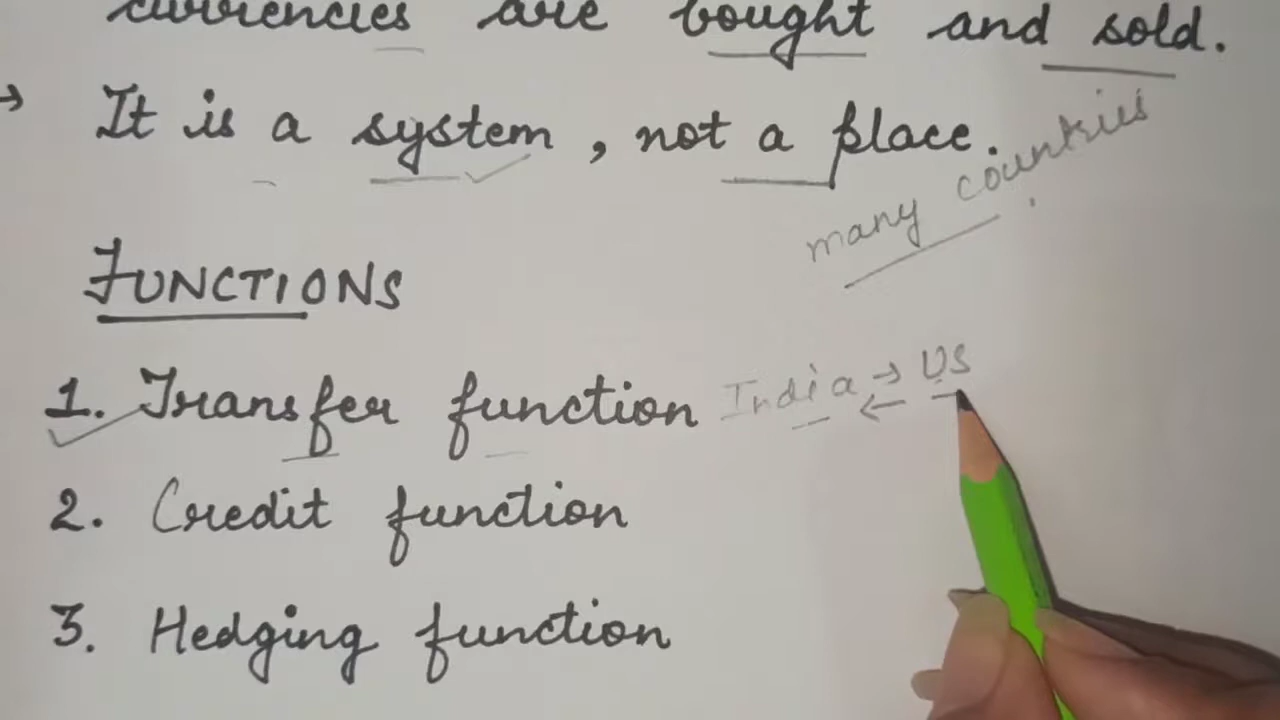 currencies are bought and sold.
→ It is a system, not a place.
many countries
FUNCTIONS
1. Transfer function India → US ←
2. Credit function
3. Hedging function